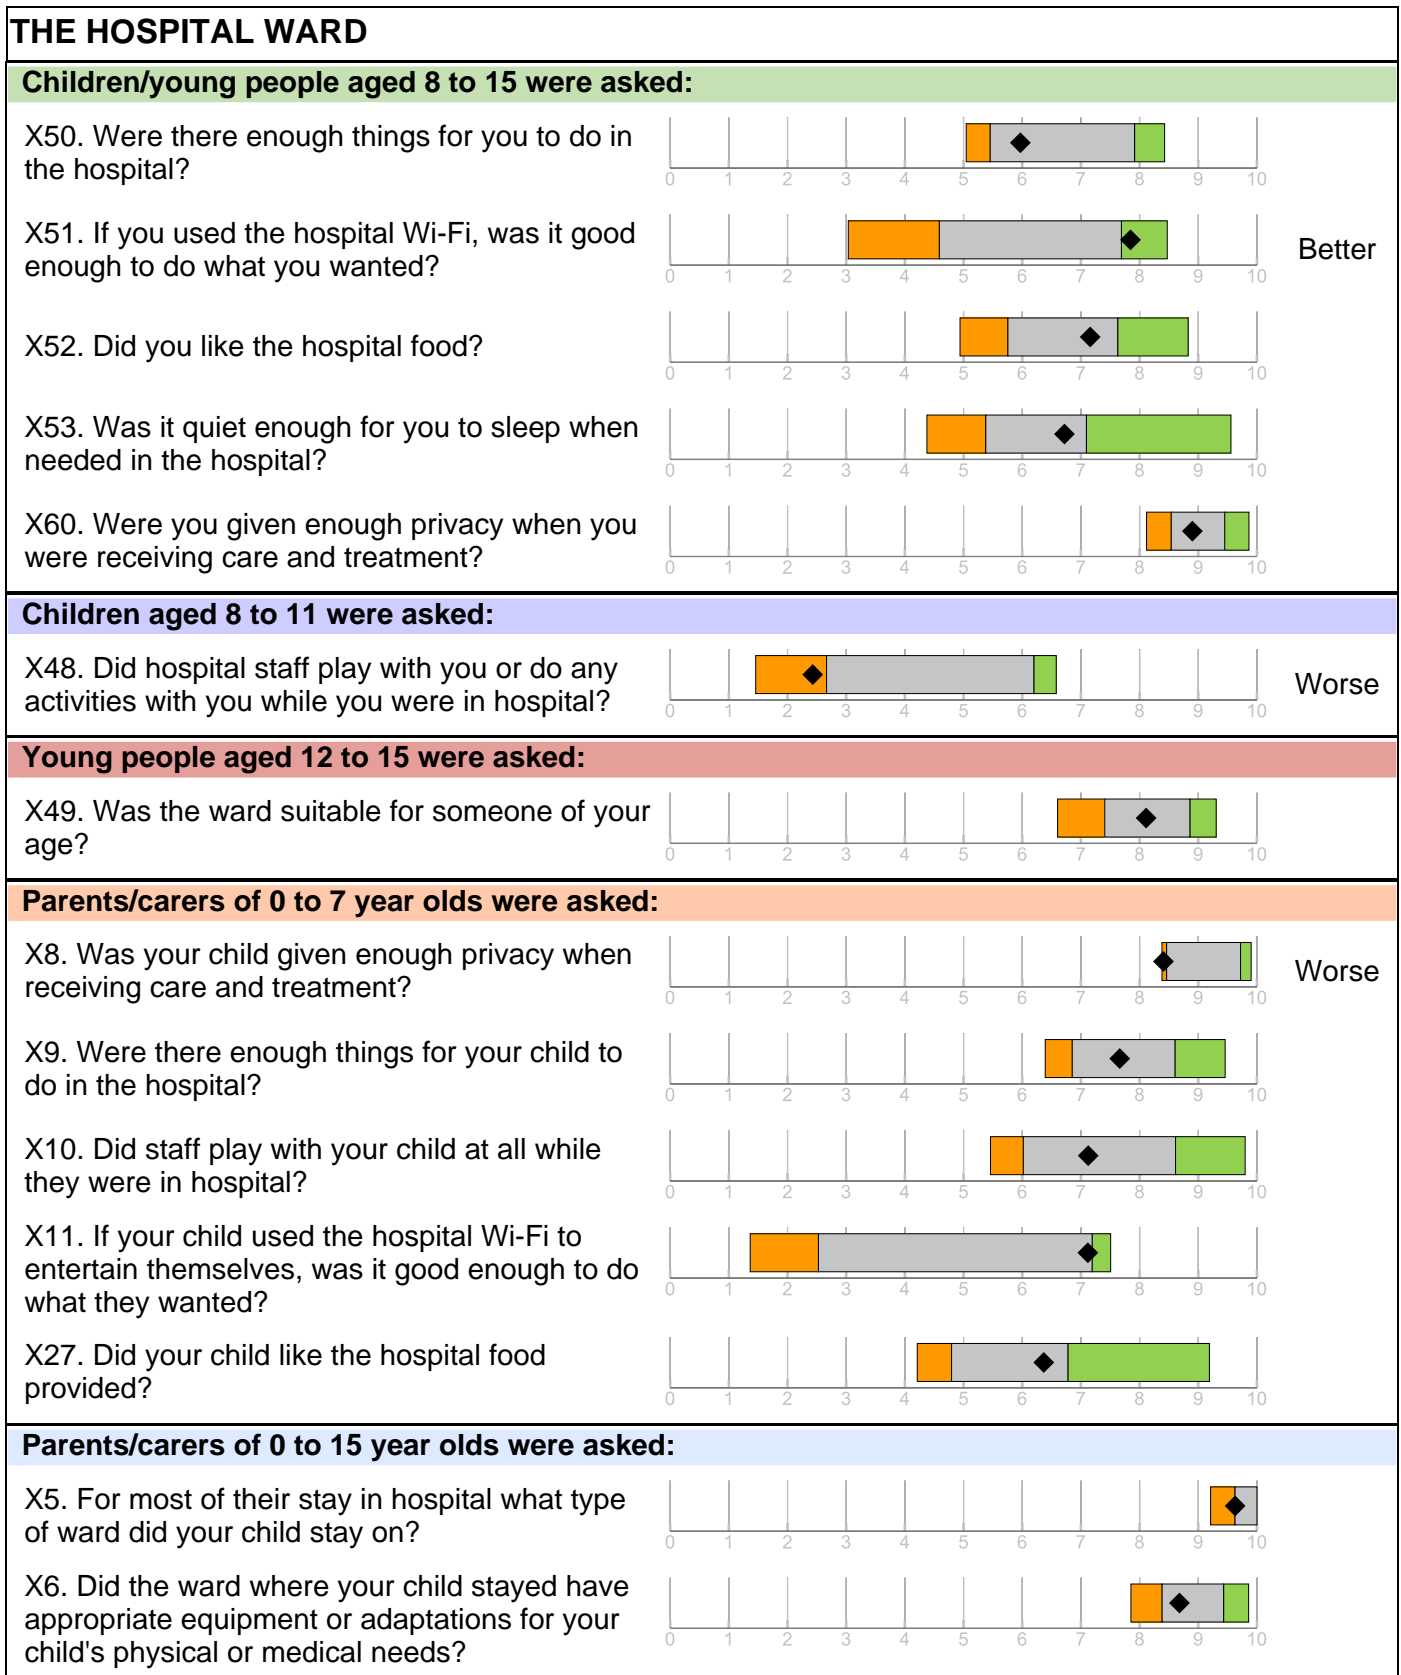 THE HOSPITAL WARD
Children/young people aged 8 to 15 were asked:
X50. Were there enough things for you to do in
the hospital?
0 1 2 3 4 5 6 7 8 9 10
X51. If you used the hospital Wi-Fi, was it good
enough to do what you wanted?
0 1 2 3 4 5 6 7 8 9 10
Better
X52. Did you like the hospital food?
0 1 2 3 4 5 6 7 8 9 10
X53. Was it quiet enough for you to sleep when
needed in the hospital?
0 1 2 3 4 5 6 7 8 9 10
X60. Were you given enough privacy when you
were receiving care and treatment?
0 1 2 3 4 5 6 7 8 9 10
Children aged 8 to 11 were asked:
X48. Did hospital staff play with you or do any
activities with you while you were in hospital?
0 1 2 3 4 5 6 7 8 9 10
Worse
Young people aged 12 to 15 were asked:
X49. Was the ward suitable for someone of your
age?
0 1 2 3 4 5 6 7 8 9 10
Parents/carers of 0 to 7 year olds were asked:
X8. Was your child given enough privacy when
receiving care and treatment?
0 1 2 3 4 5 6 7 8 9 10
Worse
X9. Were there enough things for your child to
do in the hospital?
0 1 2 3 4 5 6 7 8 9 10
X10. Did staff play with your child at all while
they were in hospital?
0 1 2 3 4 5 6 7 8 9 10
X11. If your child used the hospital Wi-Fi to
entertain themselves, was it good enough to do
what they wanted?
0 1 2 3 4 5 6 7 8 9 10
X27. Did your child like the hospital food
provided?
0 1 2 3 4 5 6 7 8 9 10
Parents/carers of 0 to 15 year olds were asked:
X5. For most of their stay in hospital what type
of ward did your child stay on?
0 1 2 3 4 5 6 7 8 9 10
X6. Did the ward where your child stayed have
appropriate equipment or adaptations for your
child's physical or medical needs?
0 1 2 3 4 5 6 7 8 9 10